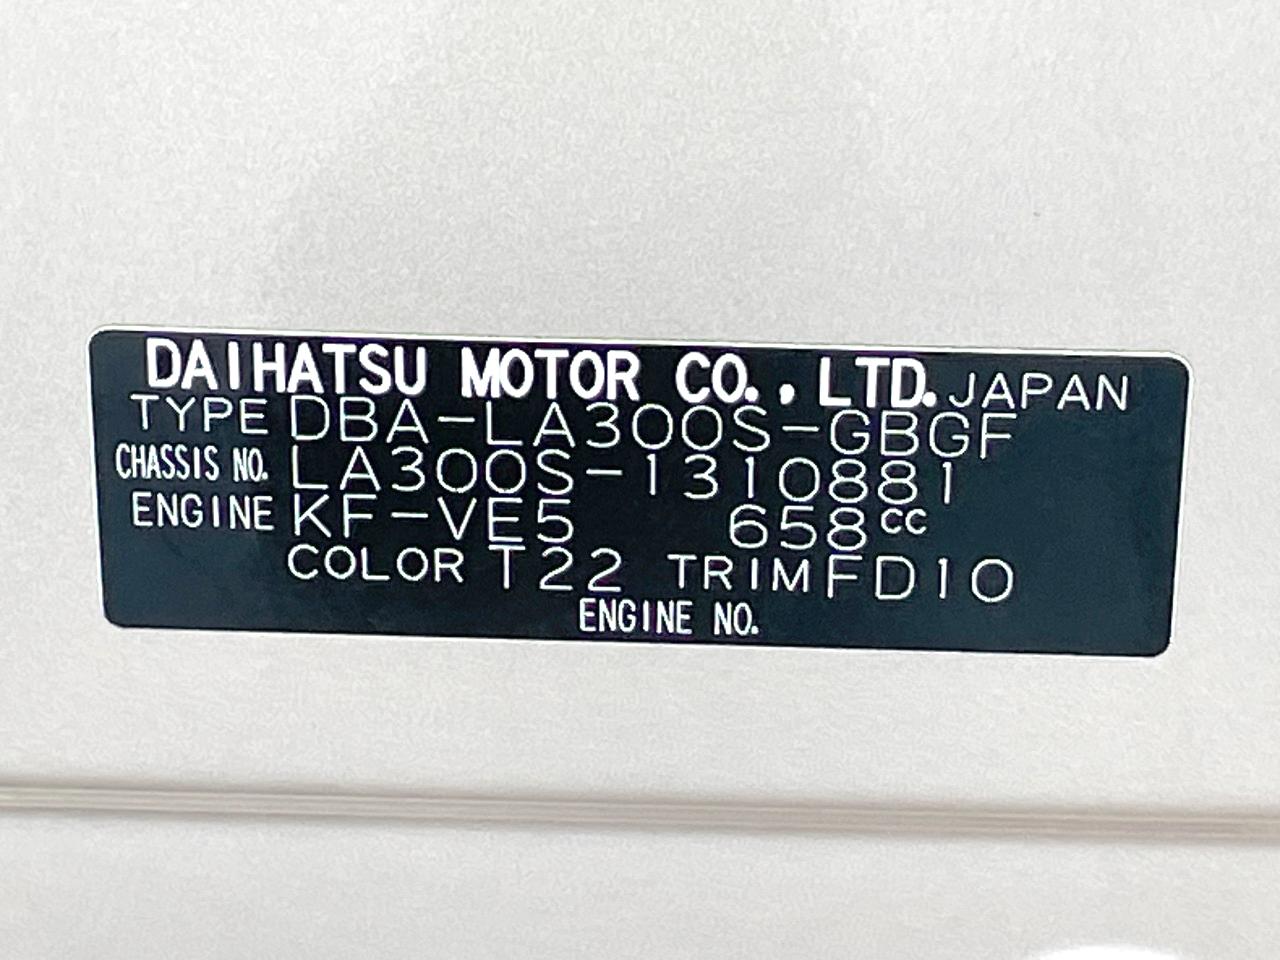 DAIHATSU MOTOR CO., LTD. JAPAN
TYPE DBA-LA300S-GBGF
CHASSIS NO. LA300S-1310881
ENGINE KF-VE5 658cc
COLOR T22 TRIM FD10
ENGINE NO.